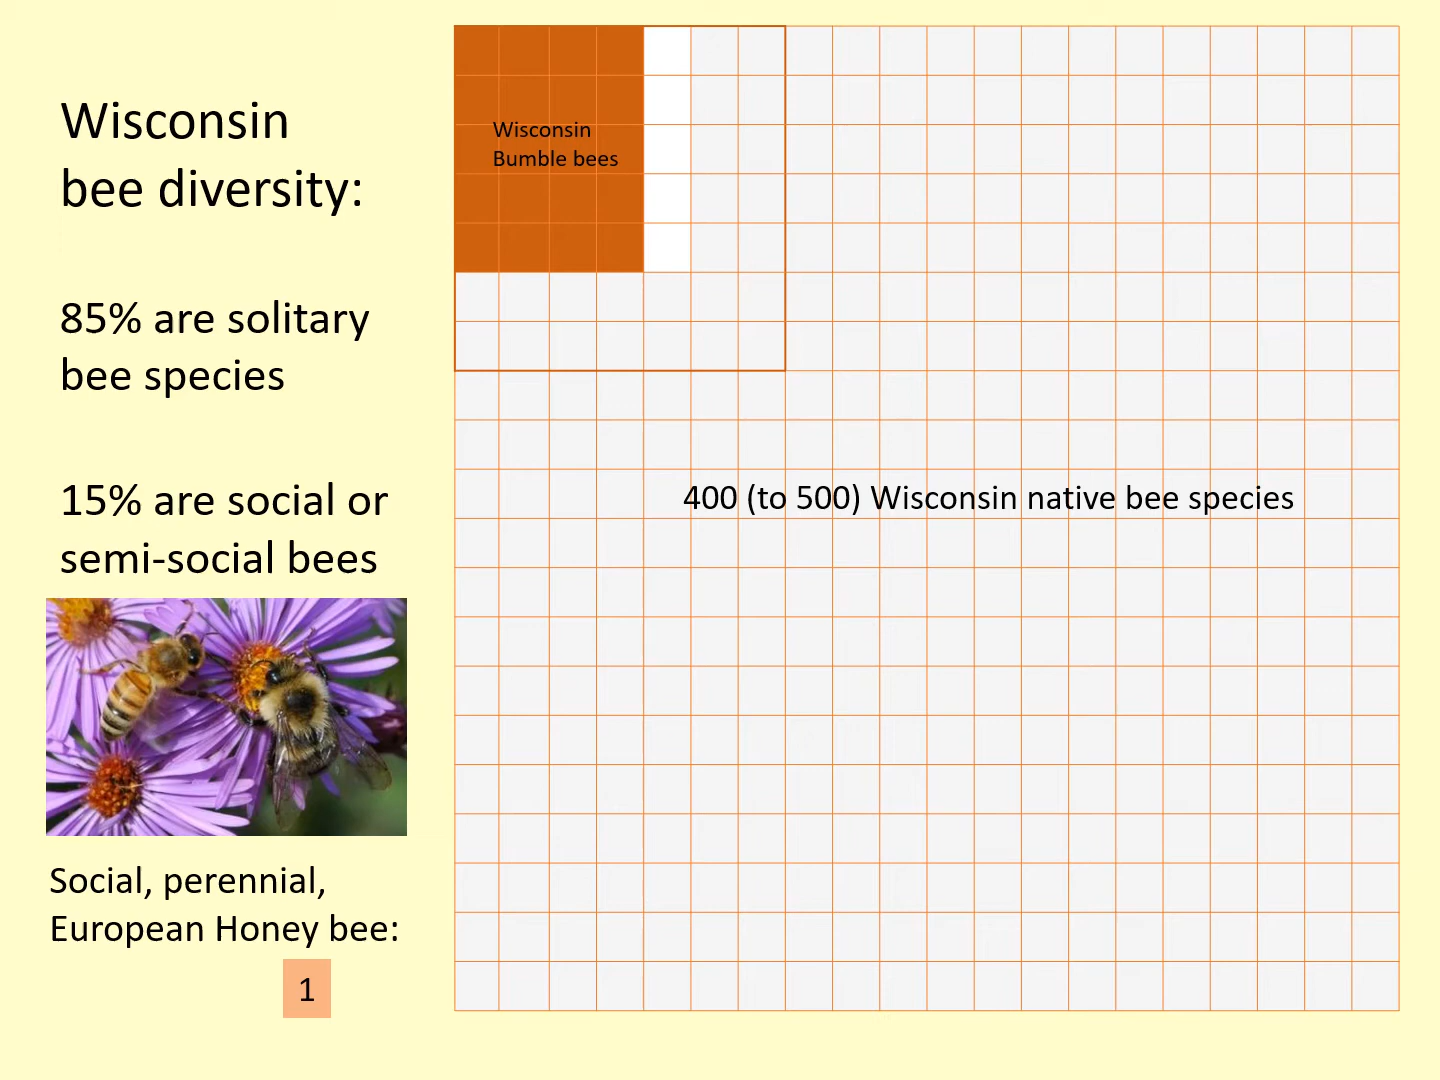 Wisconsin
bee diversity:
85% are solitary
bee species
15% are social or
semi-social bees
Social, perennial,
European Honey bee:
1
Wisconsin
Bumble bees
400 (to 500) Wisconsin native bee species